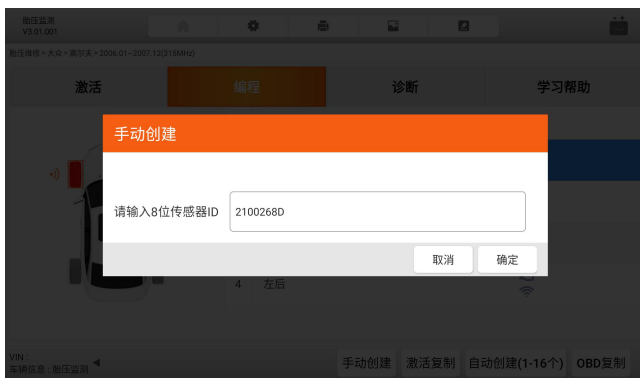 胎压监测
V3.01.001
胎压维修>大众>高尔夫>2006.01-2007.12(315MHz)
激活
编程
诊断
学习帮助
手动创建
请输入8位传感器ID
2100268D
取消
确定
4 左后
VIN :
车辆信息 : 胎压监测
手动创建
激活复制
自动创建(1-16个)
OBD复制